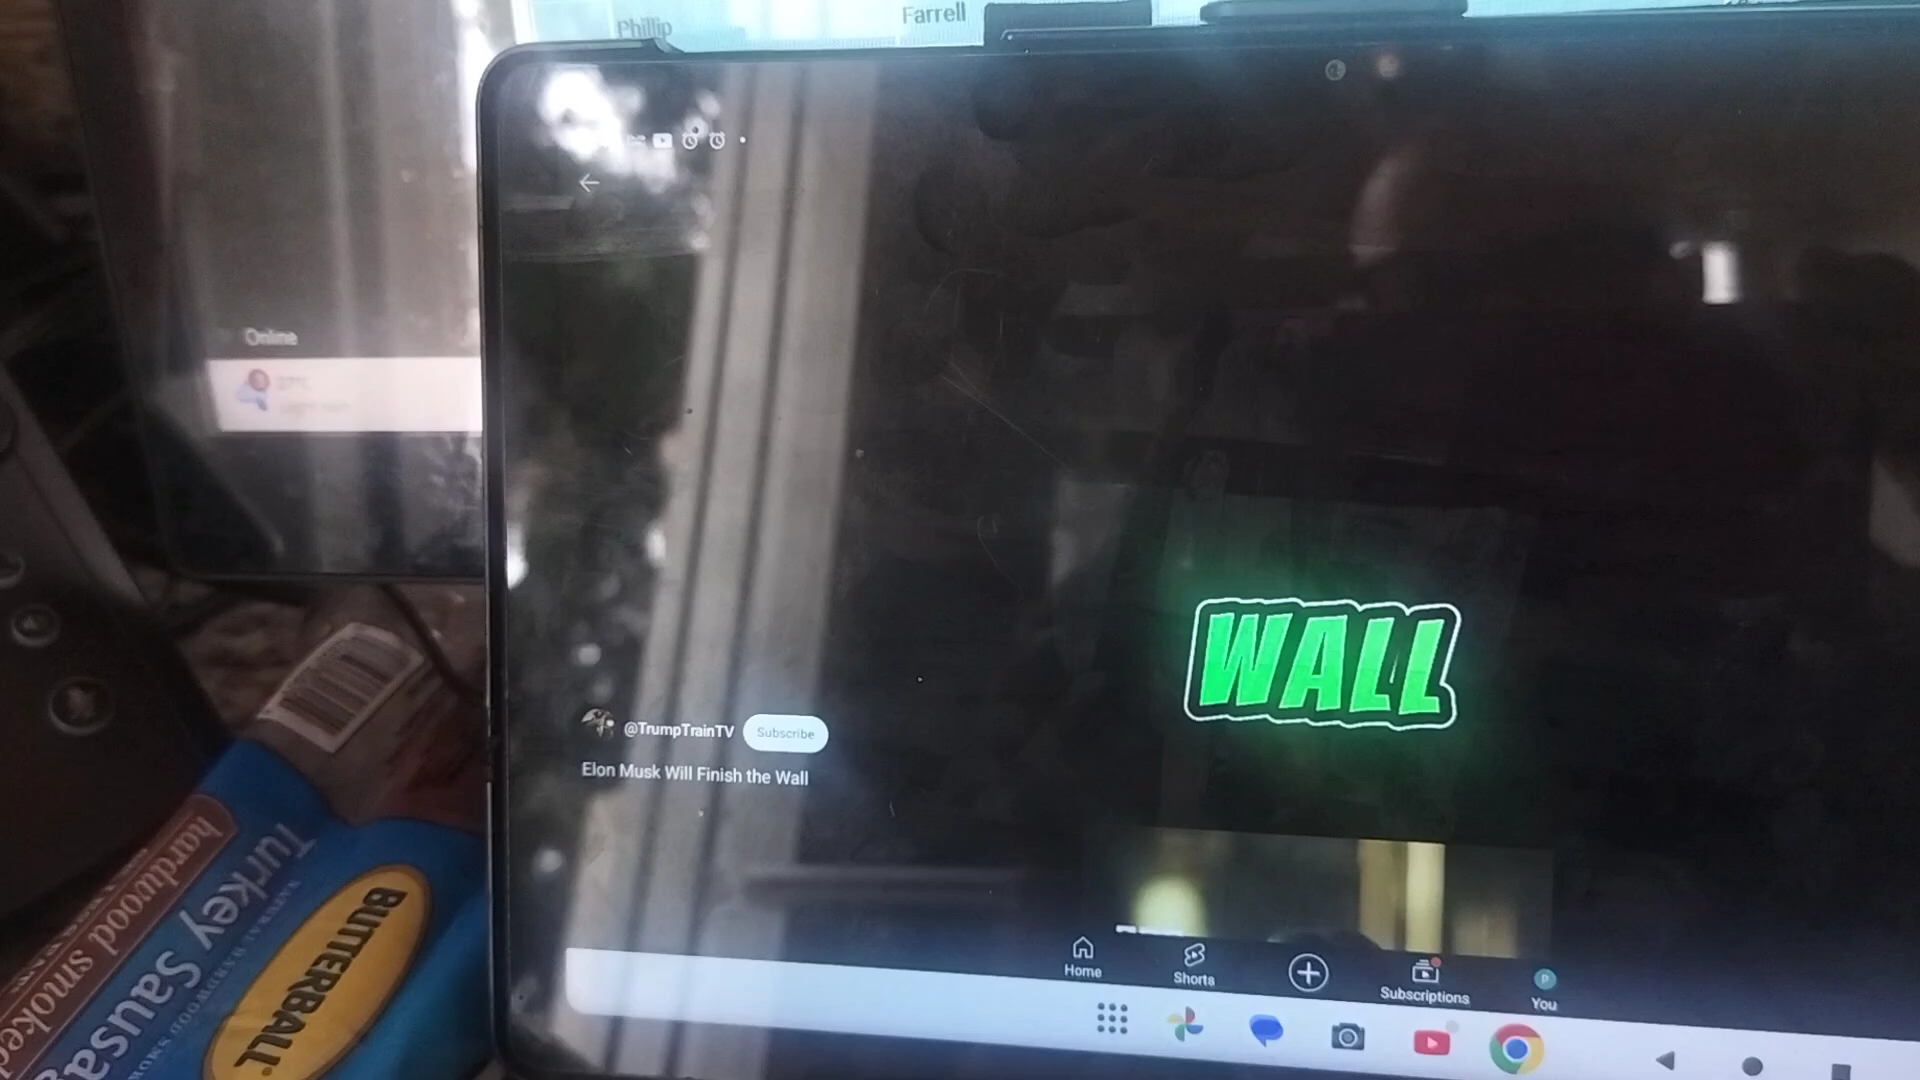 Phillip
Farrell
Online
WALL
@TrumpTrainTV
Subscribe
Elon Musk Will Finish the Wall
Home
Shorts
Subscriptions
You
P
BUTTERBALL
Turkey Sausa
hardwood smoked